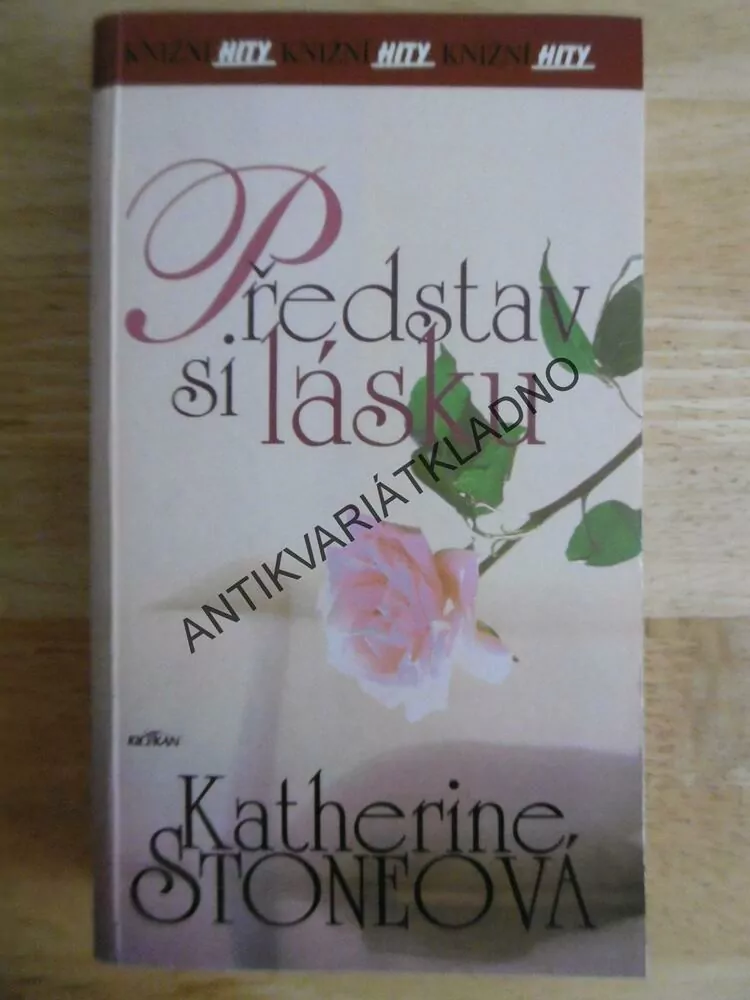 KNIŽNÍ HITY KNIŽNÍ HITY KNIŽNÍ HITY
Představ
si lásku
ANTIKVARIÁTKLADNO
Katherine
STONEOVÁ